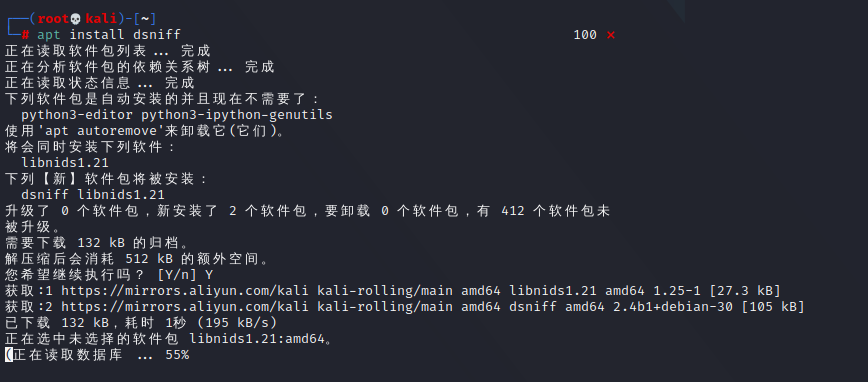 ┌──(root💀kali)-[~]
└─# apt install dsniff 100 ⨯
正在读取软件包列表... 完成
正在分析软件包的依赖关系树... 完成
正在读取状态信息... 完成
下列软件包是自动安装的并且现在不需要了：
python3-editor python3-ipython-genutils
使用'apt autoremove'来卸载它(它们)。
将会同时安装下列软件：
libnids1.21
下列【新】软件包将被安装：
dsniff libnids1.21
升级了 0 个软件包，新安装了 2 个软件包，要卸载 0 个软件包，有 412 个软件包未
被升级。
需要下载 132 kB 的归档。
解压缩后会消耗 512 kB 的额外空间。
您希望继续执行吗？ [Y/n] Y
获取:1 https://mirrors.aliyun.com/kali kali-rolling/main amd64 libnids1.21 amd64 1.25-1 [27.3 kB]
获取:2 https://mirrors.aliyun.com/kali kali-rolling/main amd64 dsniff amd64 2.4b1+debian-30 [105 kB]
已下载 132 kB，耗时 1秒 (195 kB/s)
正在选中未选择的软件包 libnids1.21:amd64。
(正在读取数据库 ... 55%